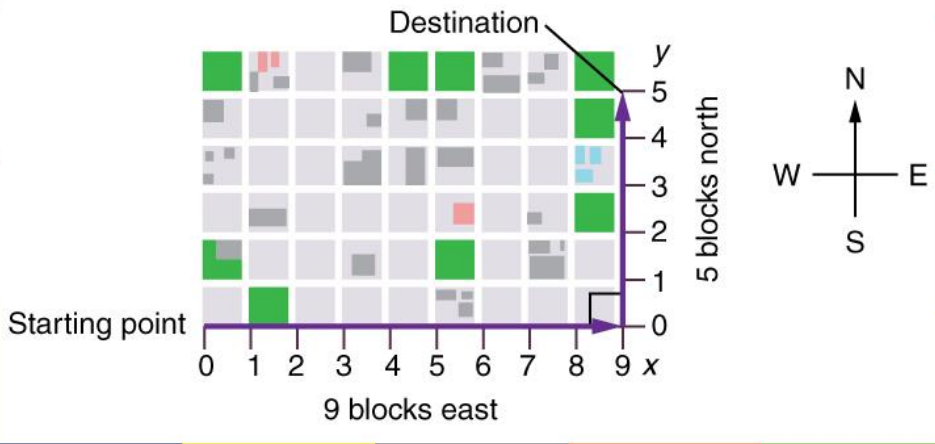 Destination
y
5
4
3
2
1
0
5 blocks north
N
W E
S
Starting point
0 1 2 3 4 5 6 7 8 9 x
9 blocks east